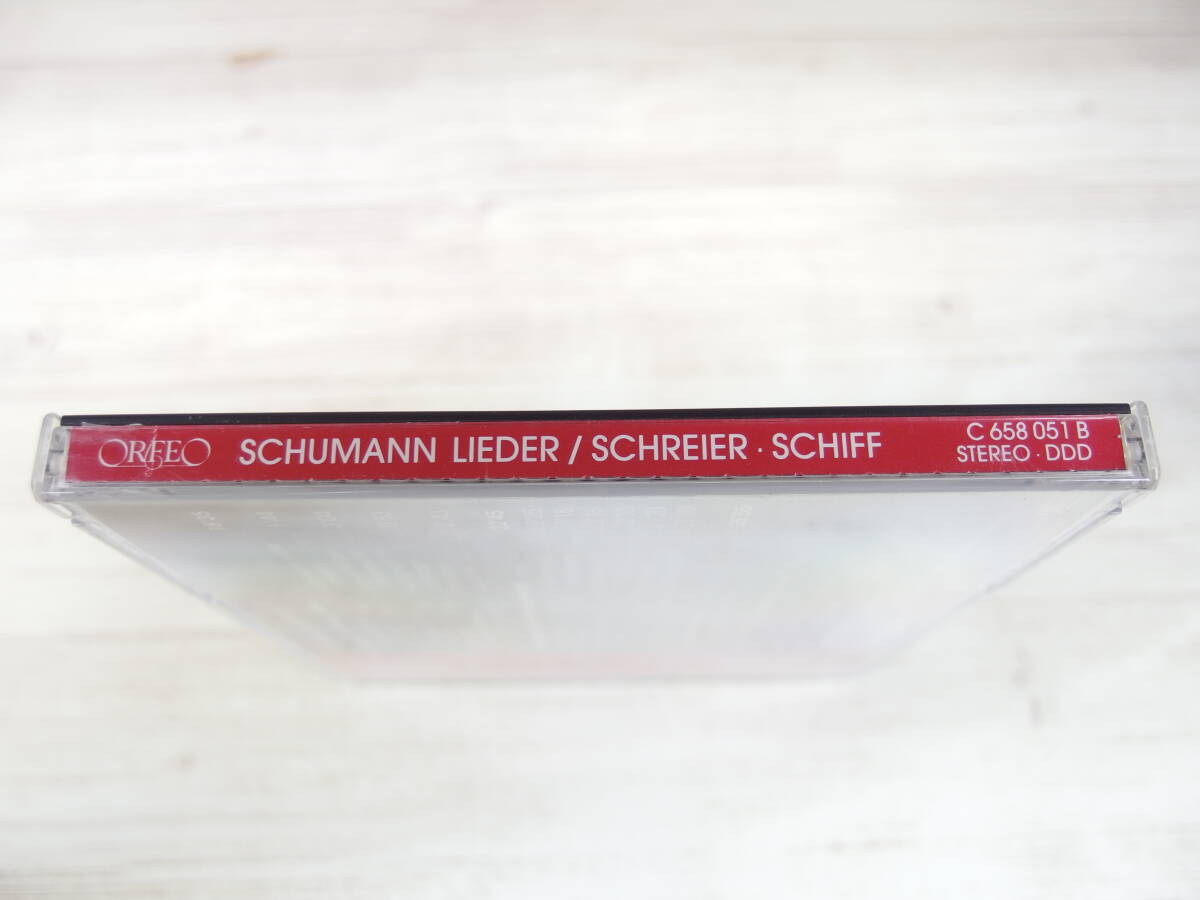 ORFEO
SCHUMANN LIEDER / SCHREIER · SCHIFF
C 658 051 B
STEREO · DDD